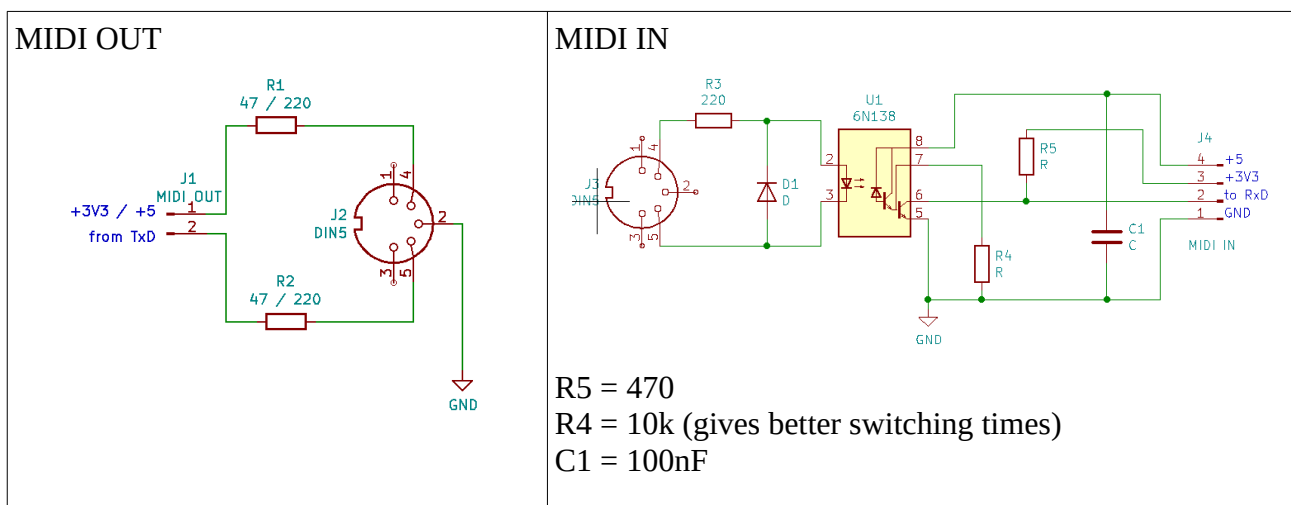 MIDI OUT
R1
47 / 220
J1
MIDI_OUT
+3V3 / +5
1
from TxD
2
1
4
J2
DIN5
2
3
5
R2
47 / 220
GND
MIDI IN
R3
220
U1
6N138
J3
DIN5
1
4
2
3
5
D1
D
2
3
8
7
6
5
R5
R
J4
4
+5
3
+3V3
2
to RxD
1
GND
MIDI IN
R4
R
C1
C
GND
R5 = 470
R4 = 10k (gives better switching times)
C1 = 100nF